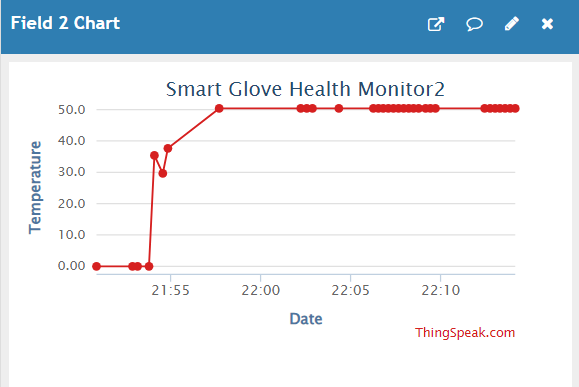 Field 2 Chart
Smart Glove Health Monitor2
50.0
40.0
30.0
20.0
10.0
0.00
Temperature
21:55 22:00 22:05 22:10
Date
ThingSpeak.com